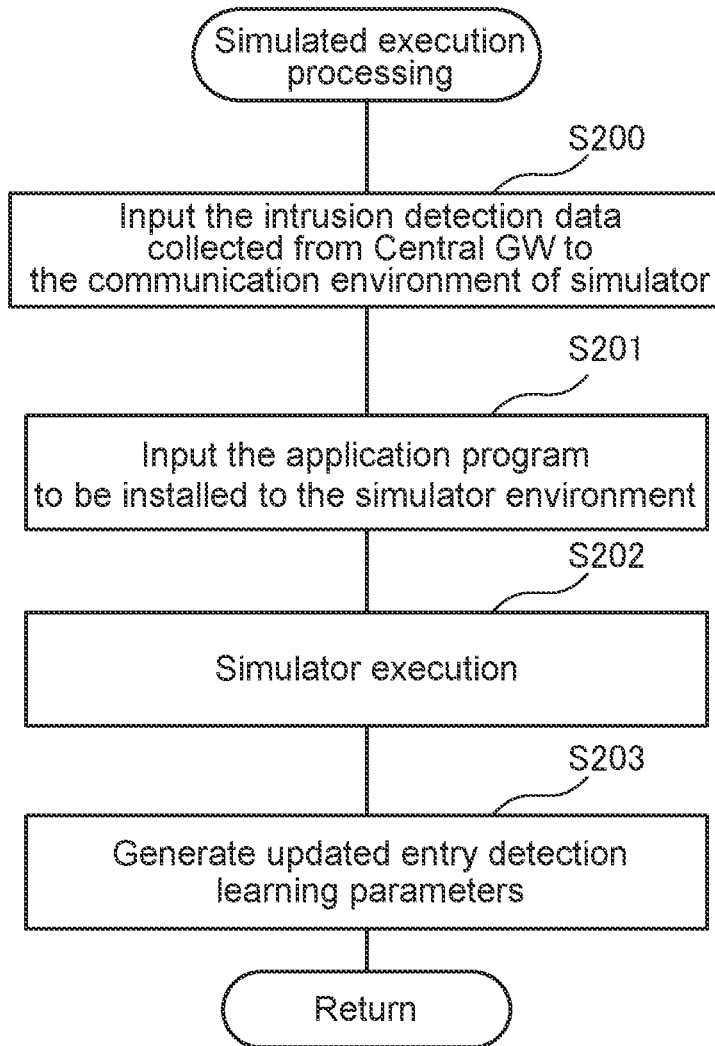 Simulated execution
processing
S200
Input the intrusion detection data
collected from Central GW to
the communication environment of simulator
S201
Input the application program
to be installed to the simulator environment
S202
Simulator execution
S203
Generate updated entry detection
learning parameters
Return